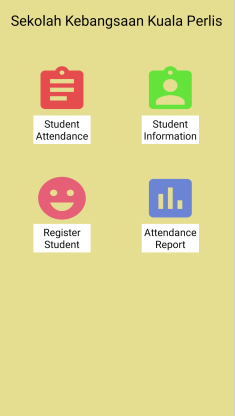 Sekolah Kebangsaan Kuala Perlis
Student
Attendance
Student
Information
Register
Student
Attendance
Report